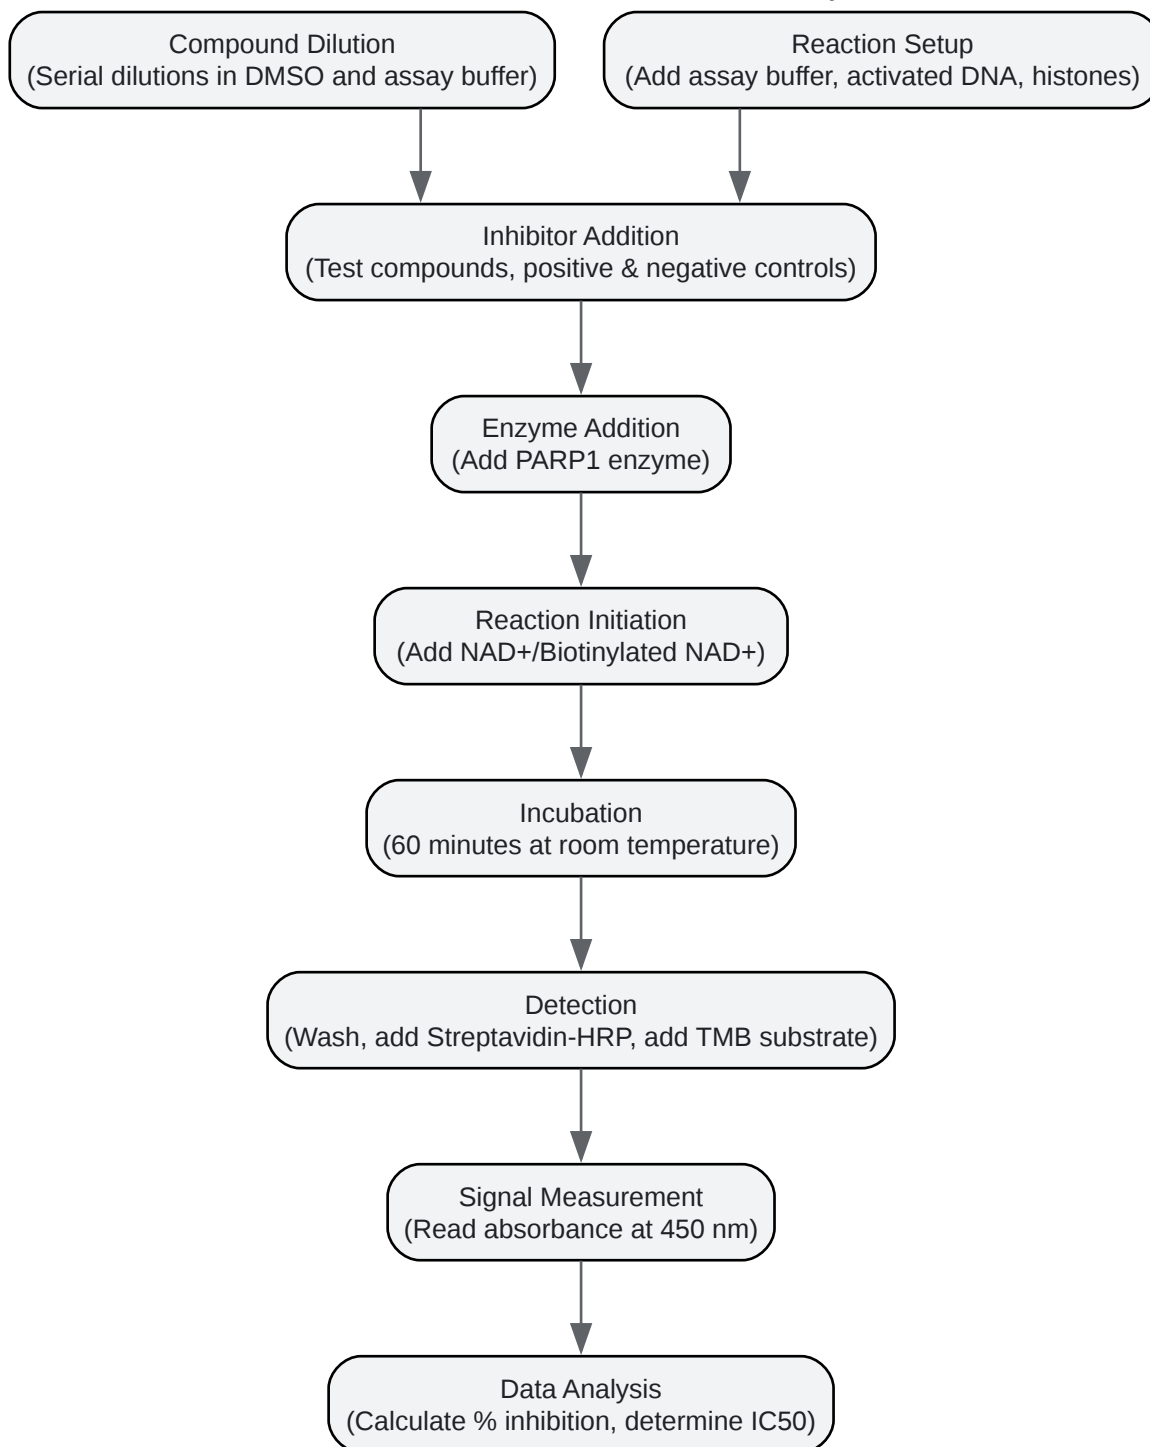 Compound Dilution
(Serial dilutions in DMSO and assay buffer)
Reaction Setup
(Add assay buffer, activated DNA, histones)
Inhibitor Addition
(Test compounds, positive & negative controls)
Enzyme Addition
(Add PARP1 enzyme)
Reaction Initiation
(Add NAD+/Biotinylated NAD+)
Incubation
(60 minutes at room temperature)
Detection
(Wash, add Streptavidin-HRP, add TMB substrate)
Signal Measurement
(Read absorbance at 450 nm)
Data Analysis
(Calculate % inhibition, determine IC50)